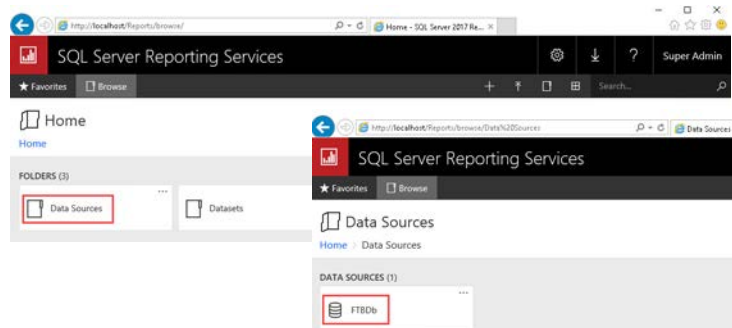 http://localhost/Reports/browse/
Home - SQL Server 2017 Re...
SQL Server Reporting Services
Super Admin
Favorites
Browse
Search...
Home
Home
FOLDERS (3)
Data Sources
Datasets
http://localhost/Reports/browse/Data%20Sources
Data Sources
SQL Server Reporting Services
Favorites
Browse
Data Sources
Home > Data Sources
DATA SOURCES (1)
FTBDb